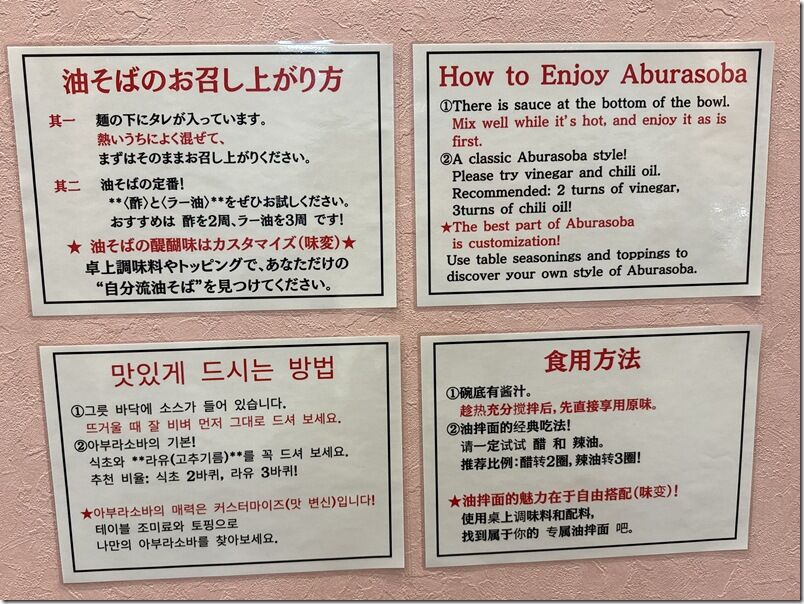 油そばのお召し上がり方
其一 麺の下にタレが入っています。
熱いうちによく混ぜて、
まずはそのままお召し上がりください。
其二 油そばの定番!
**〈酢〉と〈ラー油〉**をぜひお試しください。
おすすめは 酢を2周、ラー油を3周 です!
★ 油そばの醍醐味はカスタマイズ(味変)★
卓上調味料やトッピングで、あなただけの
“自分流油そば”を見つけてください。
How to Enjoy Aburasoba
①There is sauce at the bottom of the bowl.
Mix well while it's hot, and enjoy it as is
first.
②A classic Aburasoba style!
Please try vinegar and chili oil.
Recommended: 2 turns of vinegar,
3turns of chili oil!
★The best part of Aburasoba
is customization!
Use table seasonings and toppings to
discover your own style of Aburasoba.
맛있게 드시는 방법
①그릇 바닥에 소스가 들어 있습니다.
뜨거울 때 잘 비벼 먼저 그대로 드셔 보세요.
②아부라소바의 기본!
식초와 **라유(고추기름)**를 꼭 드셔 보세요.
추천 비율: 식초 2바퀴, 라유 3바퀴!
★아부라소바의 매력은 커스터마이즈(맛 변신)입니다!
테이블 조미료와 토핑으로
나만의 아부라소바를 찾아보세요.
食用方法
①碗底有酱汁。
趁热充分搅拌后，先直接享用原味。
②油拌面的经典吃法！
请一定试试 醋 和 辣油。
推荐比例：醋转2圈，辣油转3圈！
★油拌面的魅力在于自由搭配（味变）！
使用桌上调味料和配料，
找到属于你的 专属油拌面 吧。